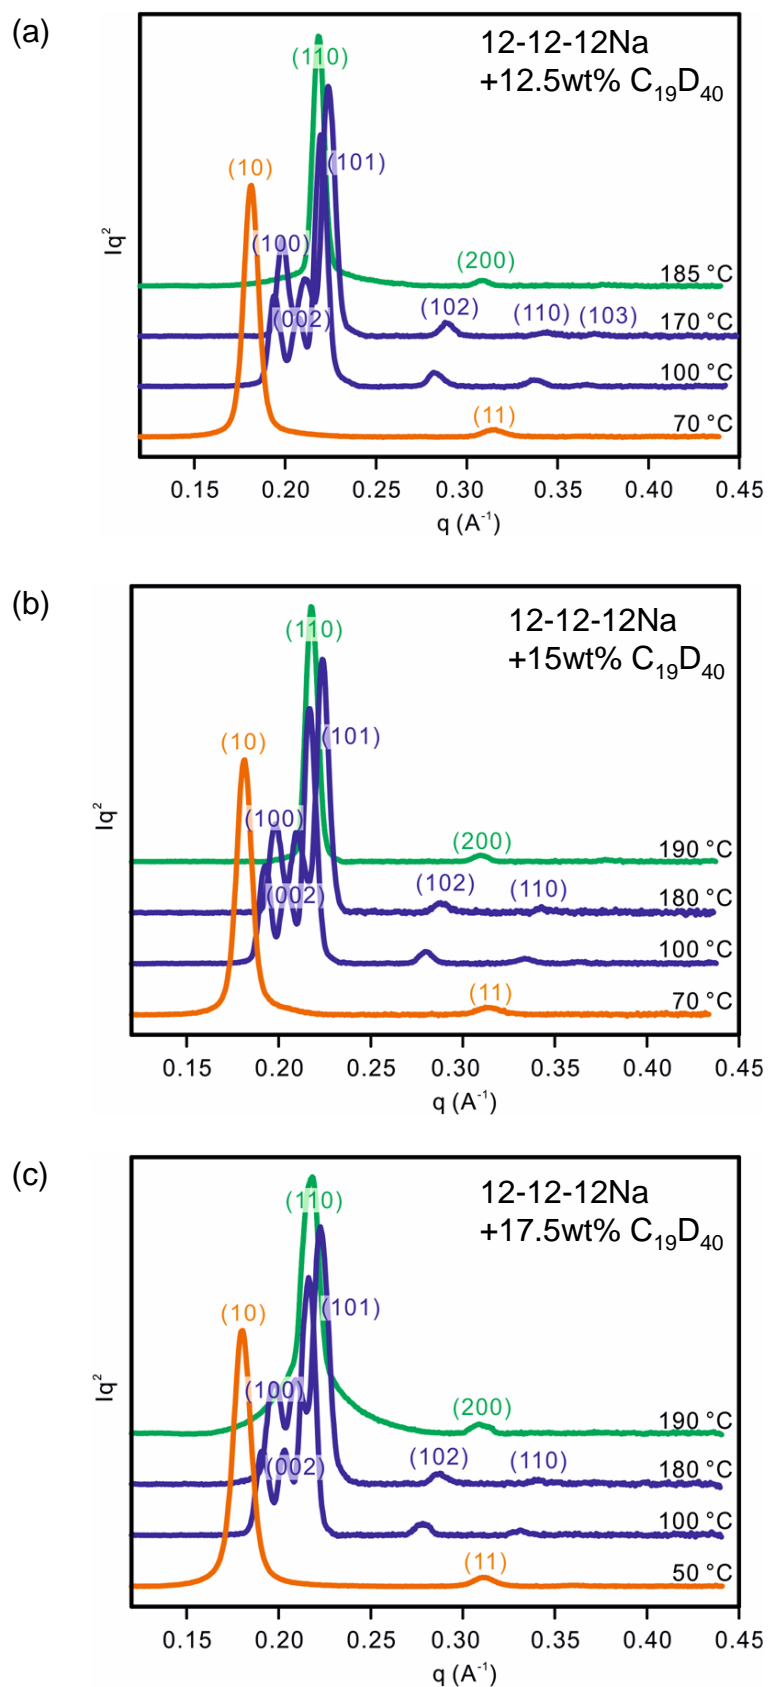 (a)
12-12-12Na
+12.5wt% C₁₉D₄₀
(110)
(10)
(101)
(100)
(200)
185 °C
(002)
(102)
(110)
(103)
170 °C
100 °C
(11)
70 °C
Iq²
0.15 0.20 0.25 0.30 0.35 0.40 0.45
q (A⁻¹)
(b)
12-12-12Na
+15wt% C₁₉D₄₀
(110)
(10)
(101)
(100)
(200)
190 °C
(002)
(102)
(110)
180 °C
100 °C
(11)
70 °C
Iq²
0.15 0.20 0.25 0.30 0.35 0.40 0.45
q (A⁻¹)
(c)
12-12-12Na
+17.5wt% C₁₉D₄₀
(110)
(10)
(101)
(100)
(200)
190 °C
(002)
(102)
(110)
180 °C
100 °C
(11)
50 °C
Iq²
0.15 0.20 0.25 0.30 0.35 0.40 0.45
q (A⁻¹)